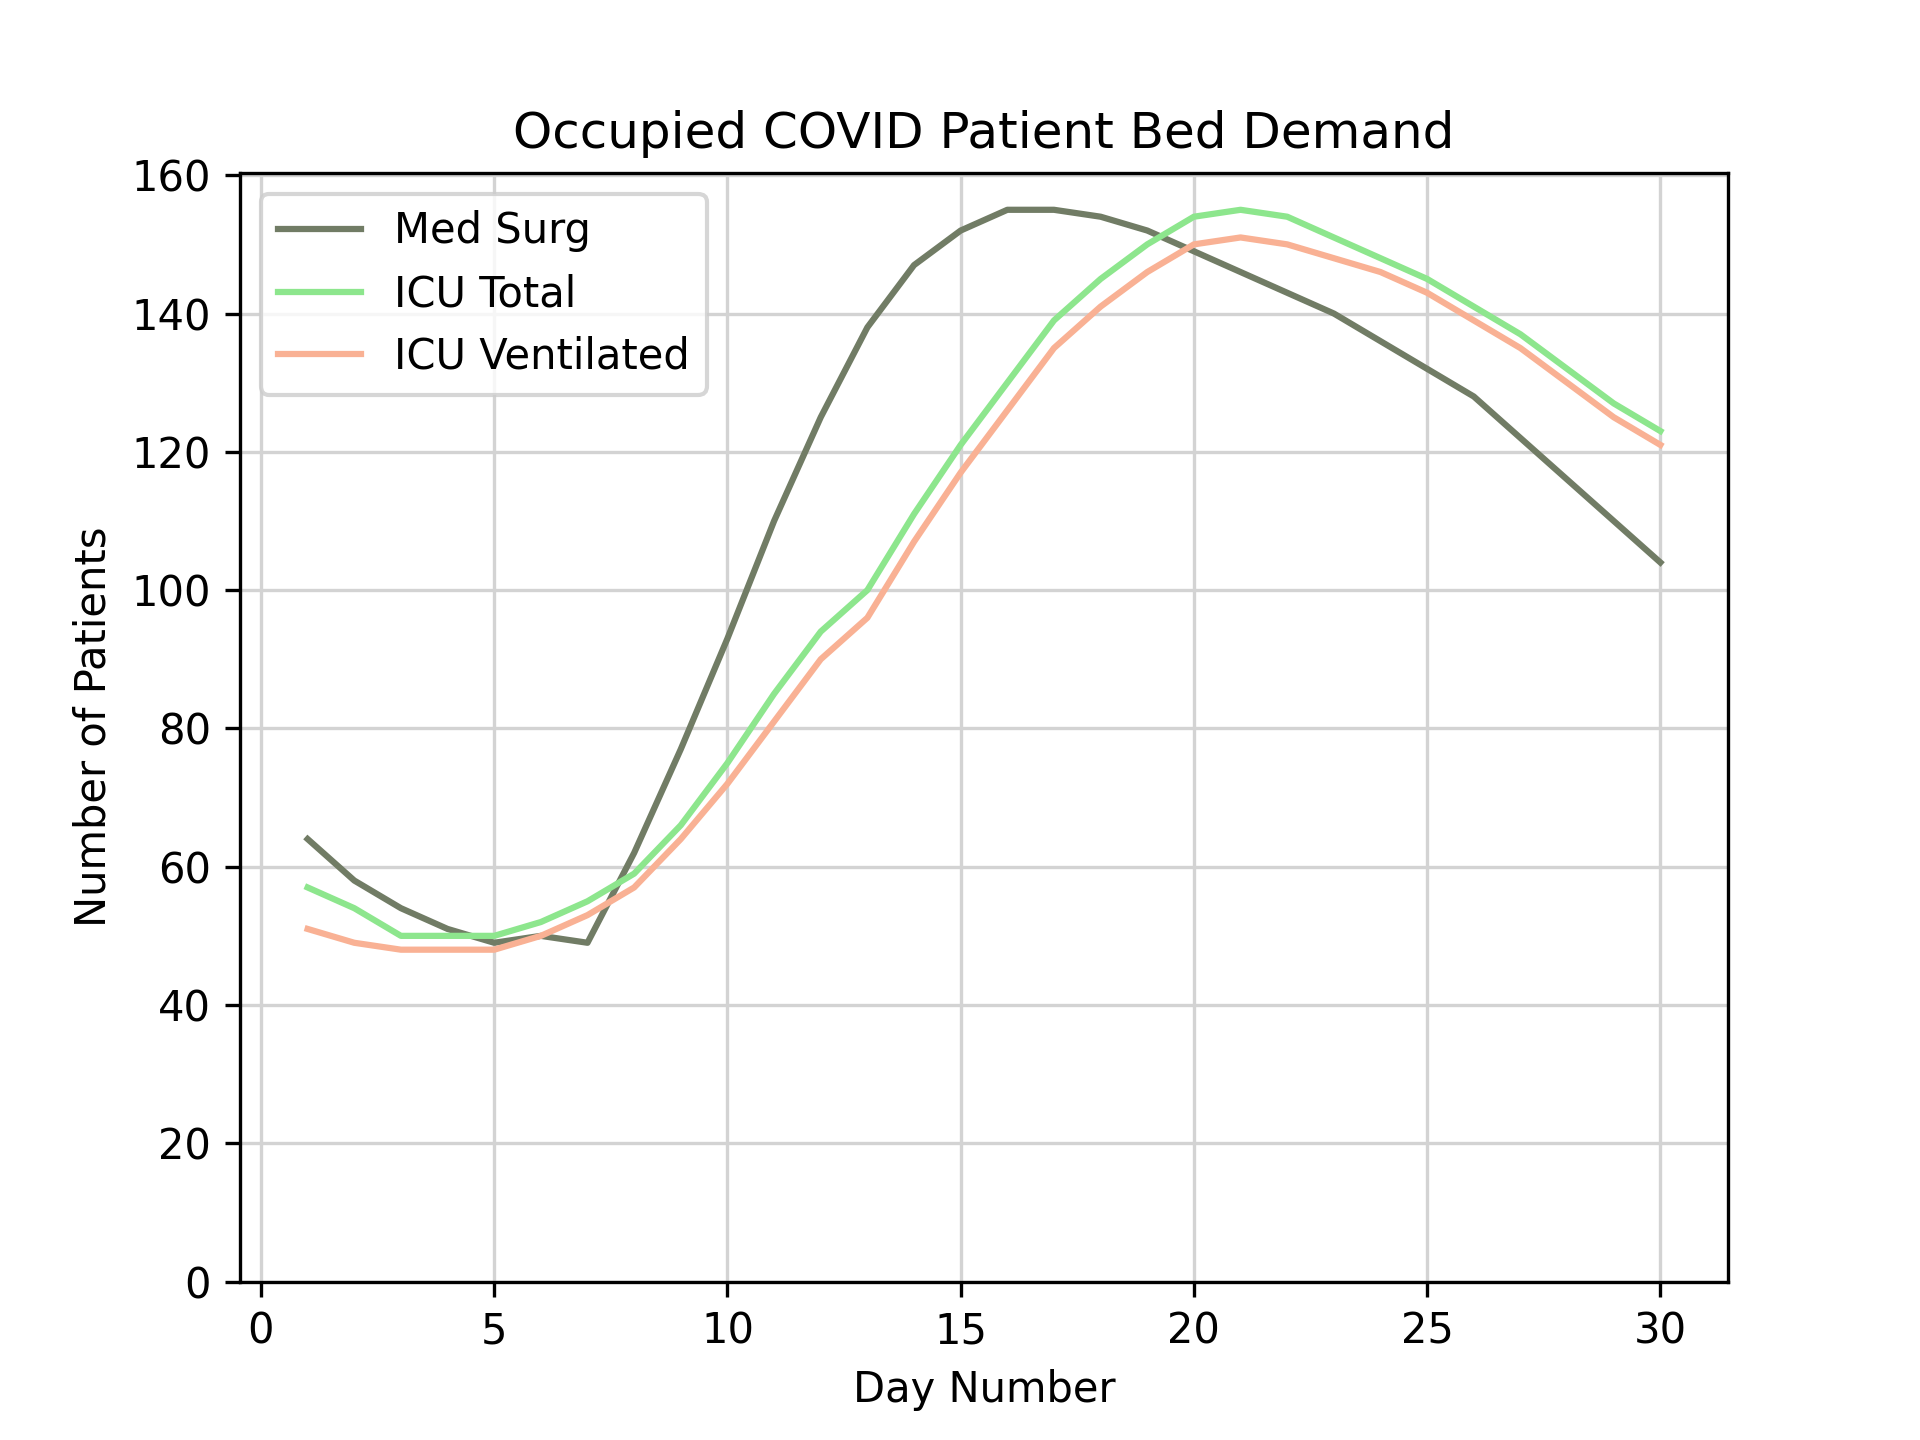 Occupied COVID Patient Bed Demand
160
140
120
100
80
60
40
20
0
Number of Patients
Med Surg
ICU Total
ICU Ventilated
0 5 10 15 20 25 30
Day Number